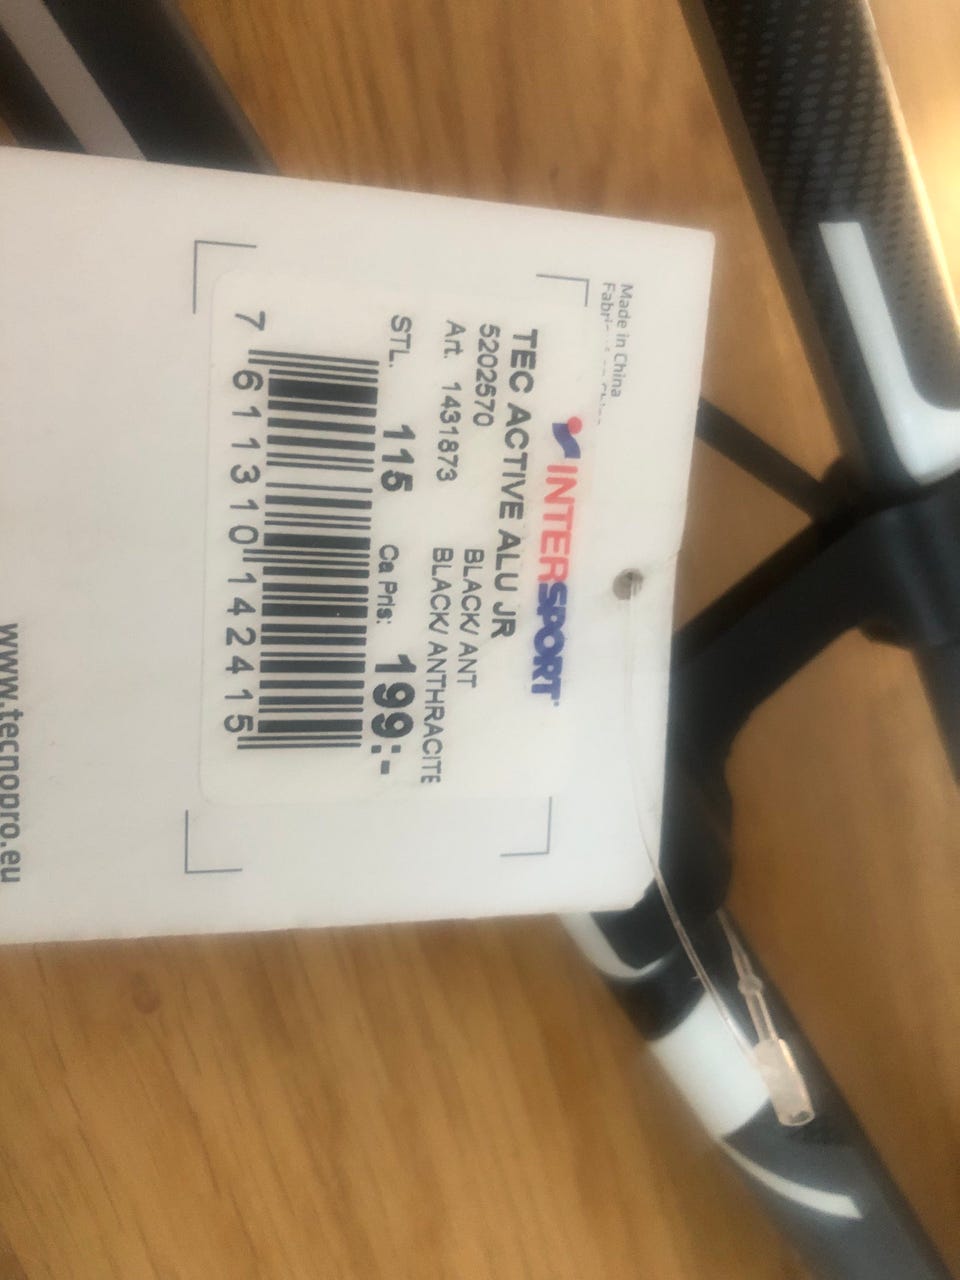 Made in China
INTERSPORT
TEC ACTIVE ALU JR
5202570 BLACK/ ANT
Art. 1431873 BLACK/ ANTHRACITE
STL. 115 Ca Pris: 199:-
7 611310 142415
www.tecnopro.eu